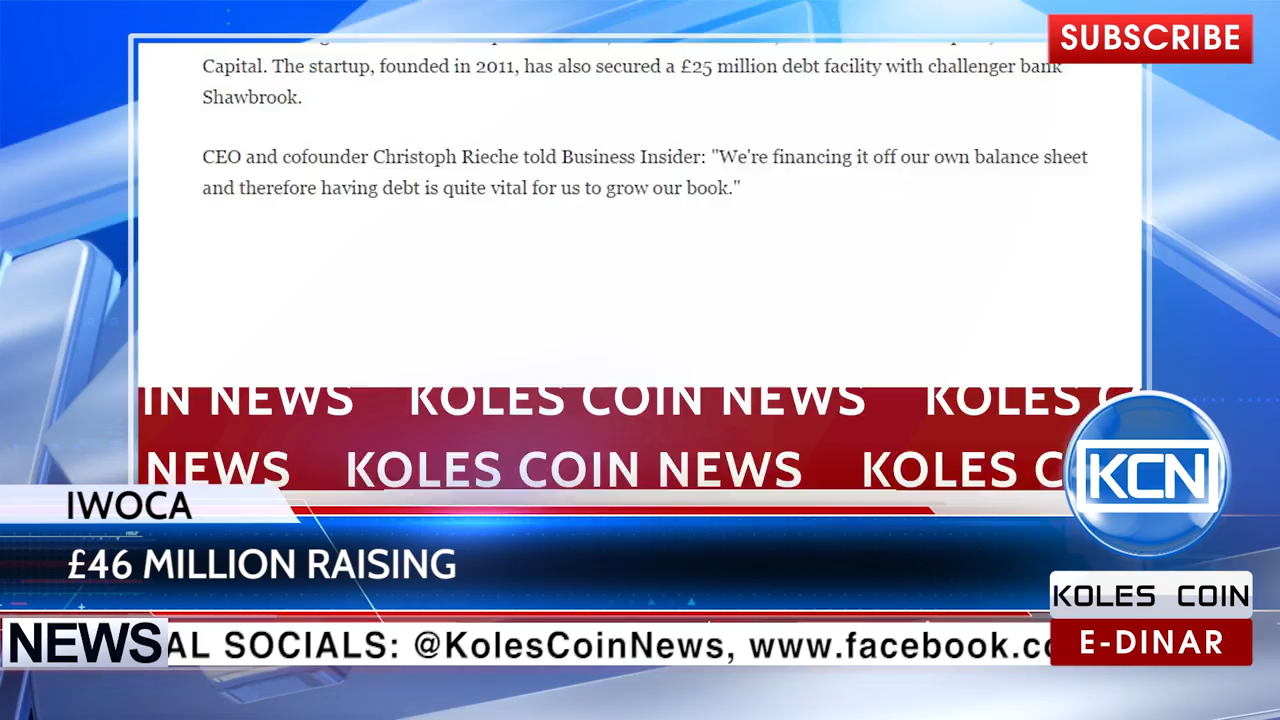 SUBSCRIBE
Capital. The startup, founded in 2011, has also secured a £25 million debt facility with challenger bank
Shawbrook.
CEO and cofounder Christoph Rieche told Business Insider: "We're financing it off our own balance sheet
and therefore having debt is quite vital for us to grow our book."
IN NEWS KOLES COIN NEWS KOLES C
NEWS KOLES COIN NEWS KOLES C
KCN
IWOCA
£46 MILLION RAISING
KOLES COIN
NEWS AL SOCIALS: @KolesCoinNews, www.facebook.co
E-DINAR